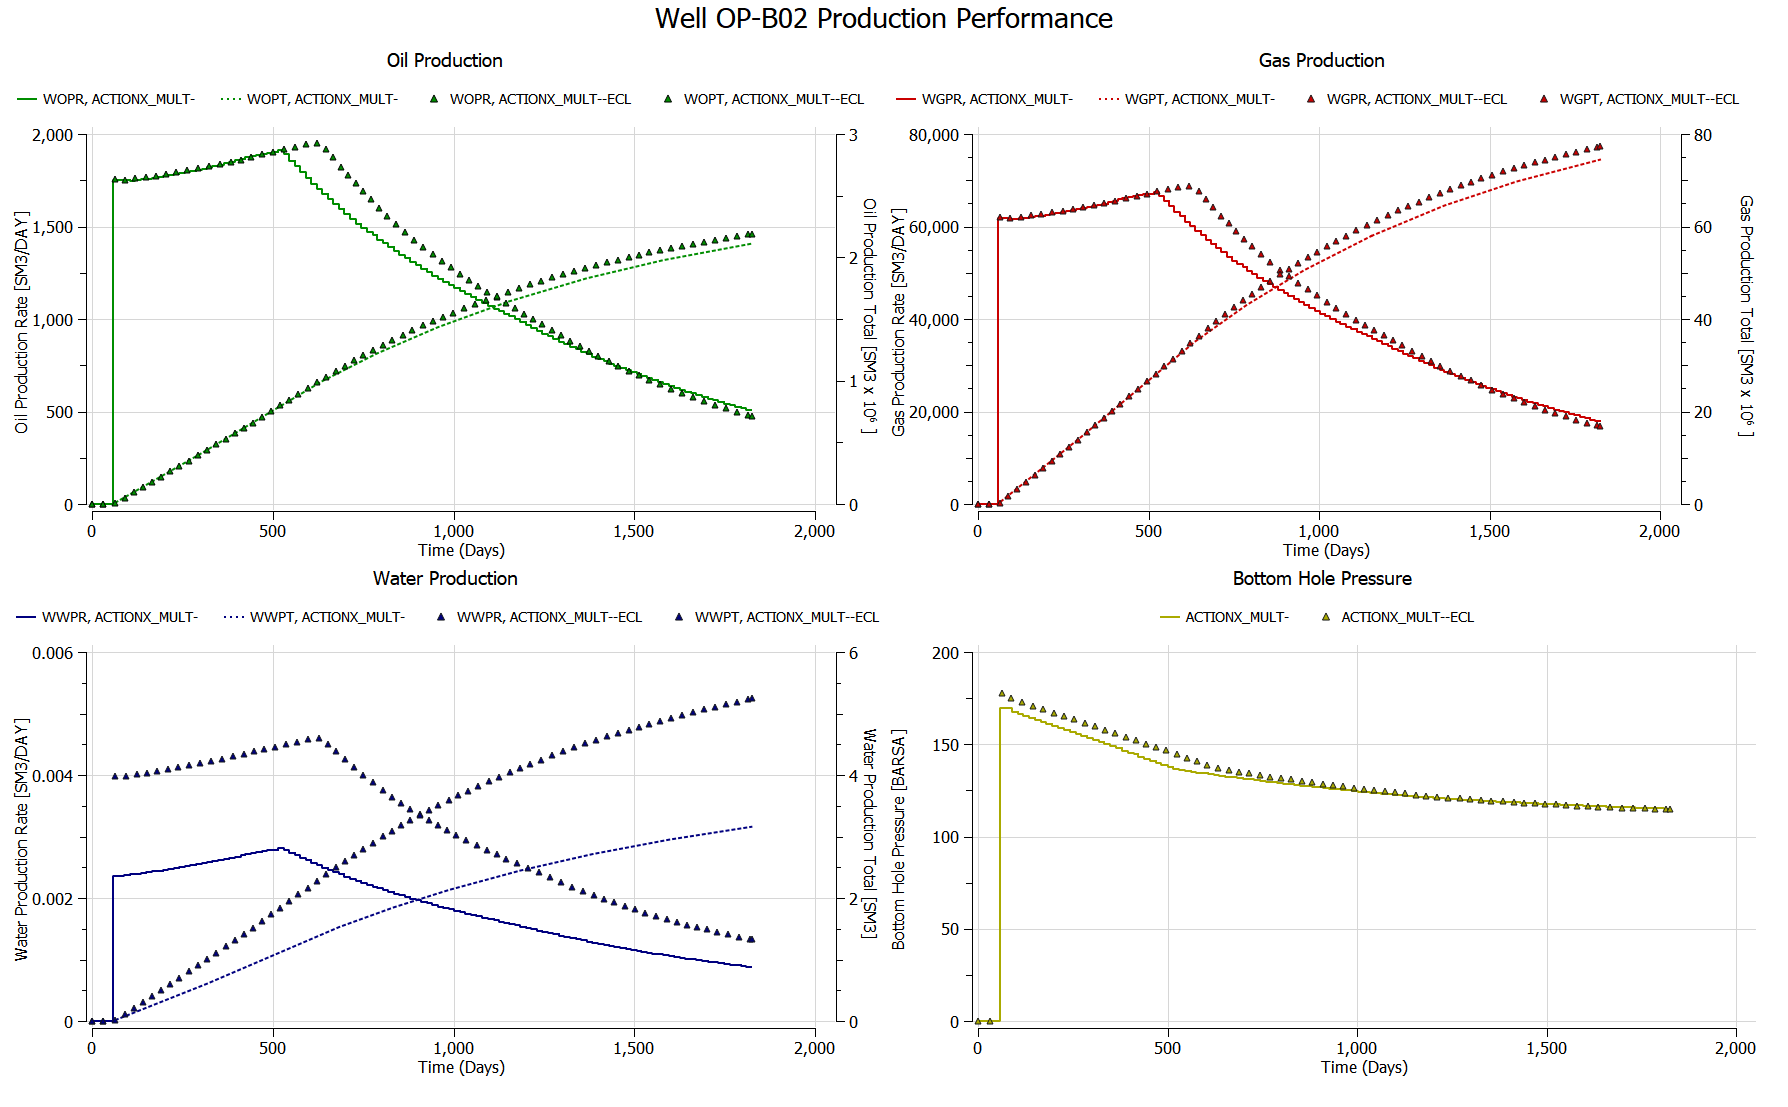 Well OP-B02 Production Performance
Oil Production
WOPR, ACTIONX_MULT- WOPT, ACTIONX_MULT- WOPR, ACTIONX_MULT--ECL WOPT, ACTIONX_MULT--ECL
2,000
1,500
1,000
500
0
Oil Production Rate [SM3/DAY]
3
2
1
0
Oil Production Total [SM3 x 10⁶ ]
0 500 1,000 1,500 2,000
Time (Days)
Gas Production
WGPR, ACTIONX_MULT- WGPT, ACTIONX_MULT- WGPR, ACTIONX_MULT--ECL WGPT, ACTIONX_MULT--ECL
80,000
60,000
40,000
20,000
0
Gas Production Rate [SM3/DAY]
80
60
40
20
0
Gas Production Total [SM3 x 10⁶ ]
0 500 1,000 1,500 2,000
Time (Days)
Water Production
WWPR, ACTIONX_MULT- WWPT, ACTIONX_MULT- WWPR, ACTIONX_MULT--ECL WWPT, ACTIONX_MULT--ECL
0.006
0.004
0.002
0
Water Production Rate [SM3/DAY]
6
4
2
0
Water Production Total [SM3]
0 500 1,000 1,500 2,000
Time (Days)
Bottom Hole Pressure
ACTIONX_MULT- ACTIONX_MULT--ECL
200
150
100
50
0
Bottom Hole Pressure [BARSA]
0 500 1,000 1,500 2,000
Time (Days)